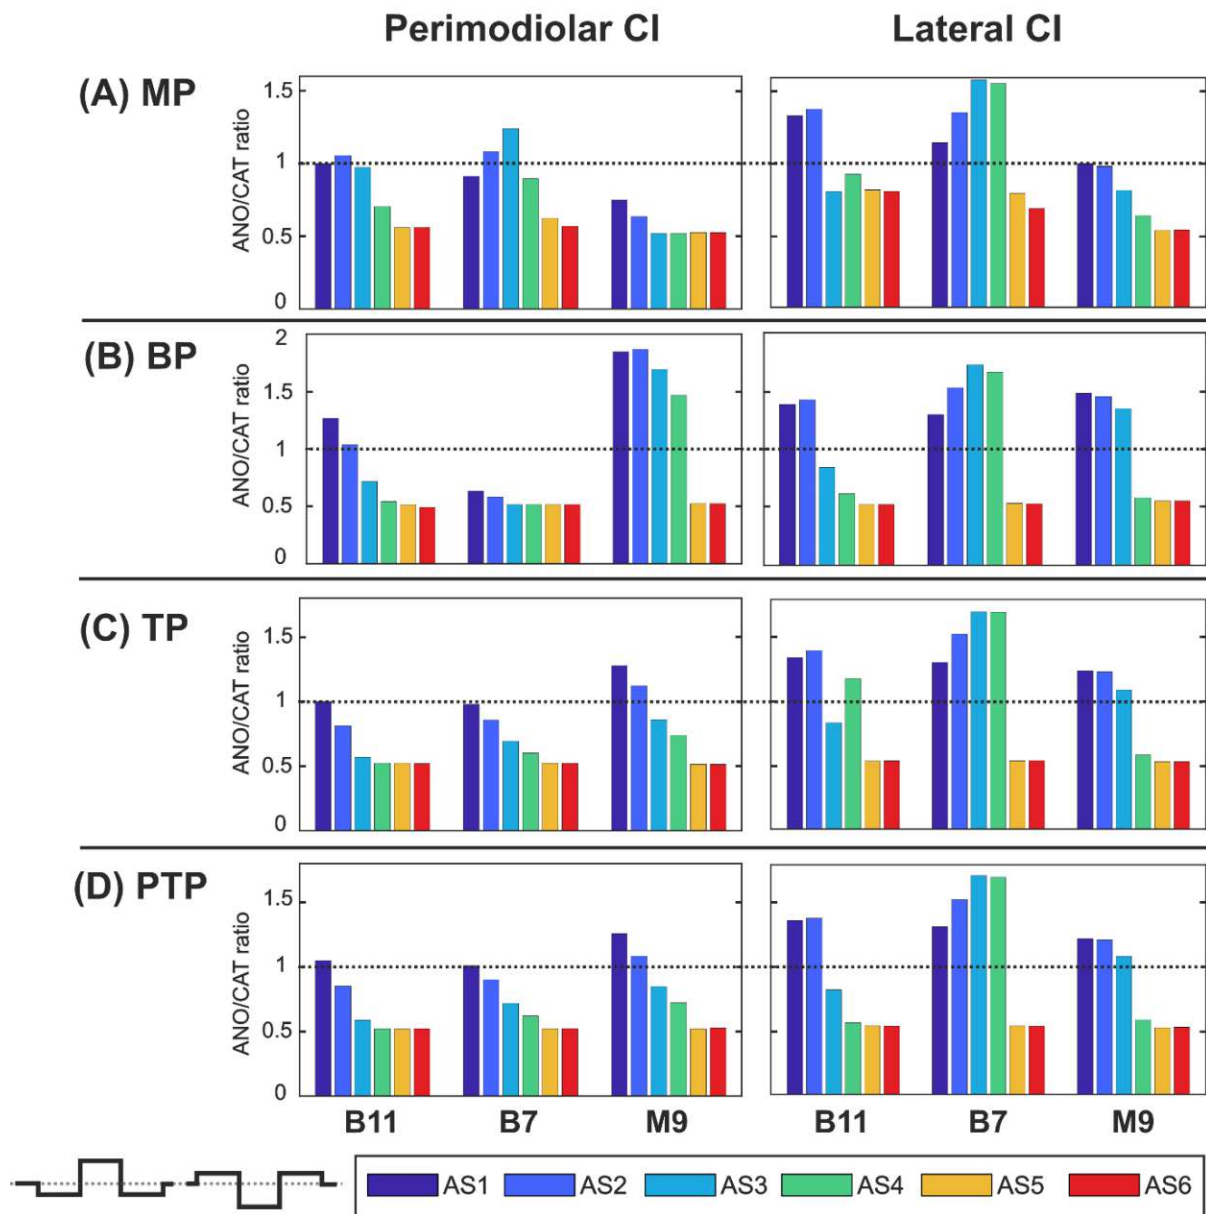 Perimodiolar CI Lateral CI
(A) MP
ANO/CAT ratio
1.5
1
0.5
0
(B) BP
ANO/CAT ratio
2
1.5
1
0.5
0
(C) TP
ANO/CAT ratio
1.5
1
0.5
0
(D) PTP
ANO/CAT ratio
1.5
1
0.5
0
B11 B7 M9 B11 B7 M9
AS1 AS2 AS3 AS4 AS5 AS6